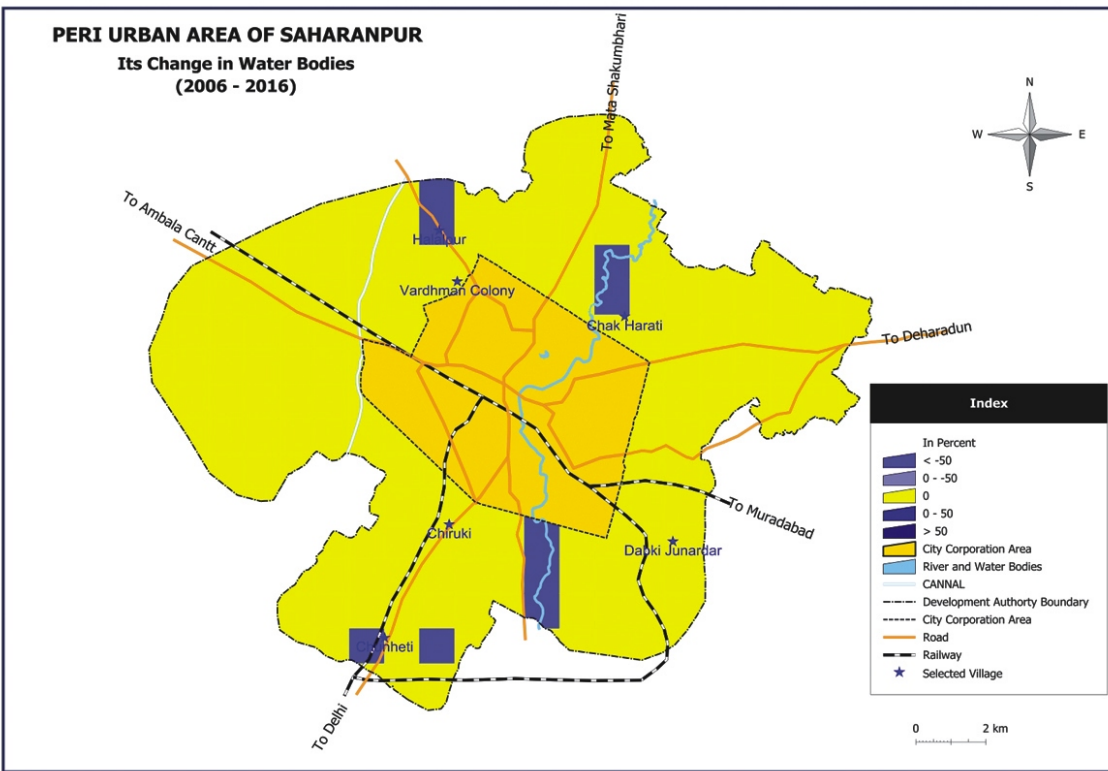 PERI URBAN AREA OF SAHARANPUR
Its Change in Water Bodies
(2006 - 2016)
To Mata Shakumbhari
N
W
E
S
To Ambala Cantt
Vardhman Colony
Chak Harati
To Deharadun
Index
In Percent
< -50
0 - -50
0
0 - 50
> 50
City Corporation Area
River and Water Bodies
CANNAL
Development Authorty Boundary
City Corporation Area
Road
Railway
Selected Village
To Muradabad
Chiruki
Dabki Junardar
To Delhi
0
2 km